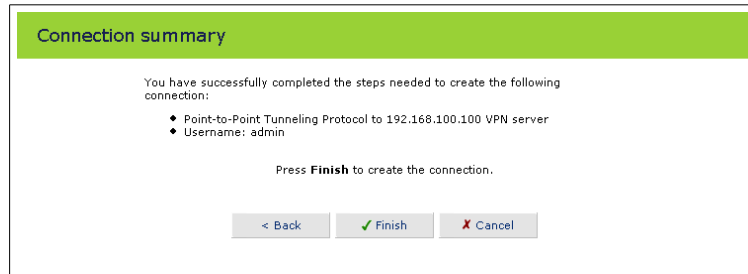 Connection summary
You have successfully completed the steps needed to create the following
connection:
Point-to-Point Tunneling Protocol to 192.168.100.100 VPN server
Username: admin
Press Finish to create the connection.
< Back
Finish
Cancel